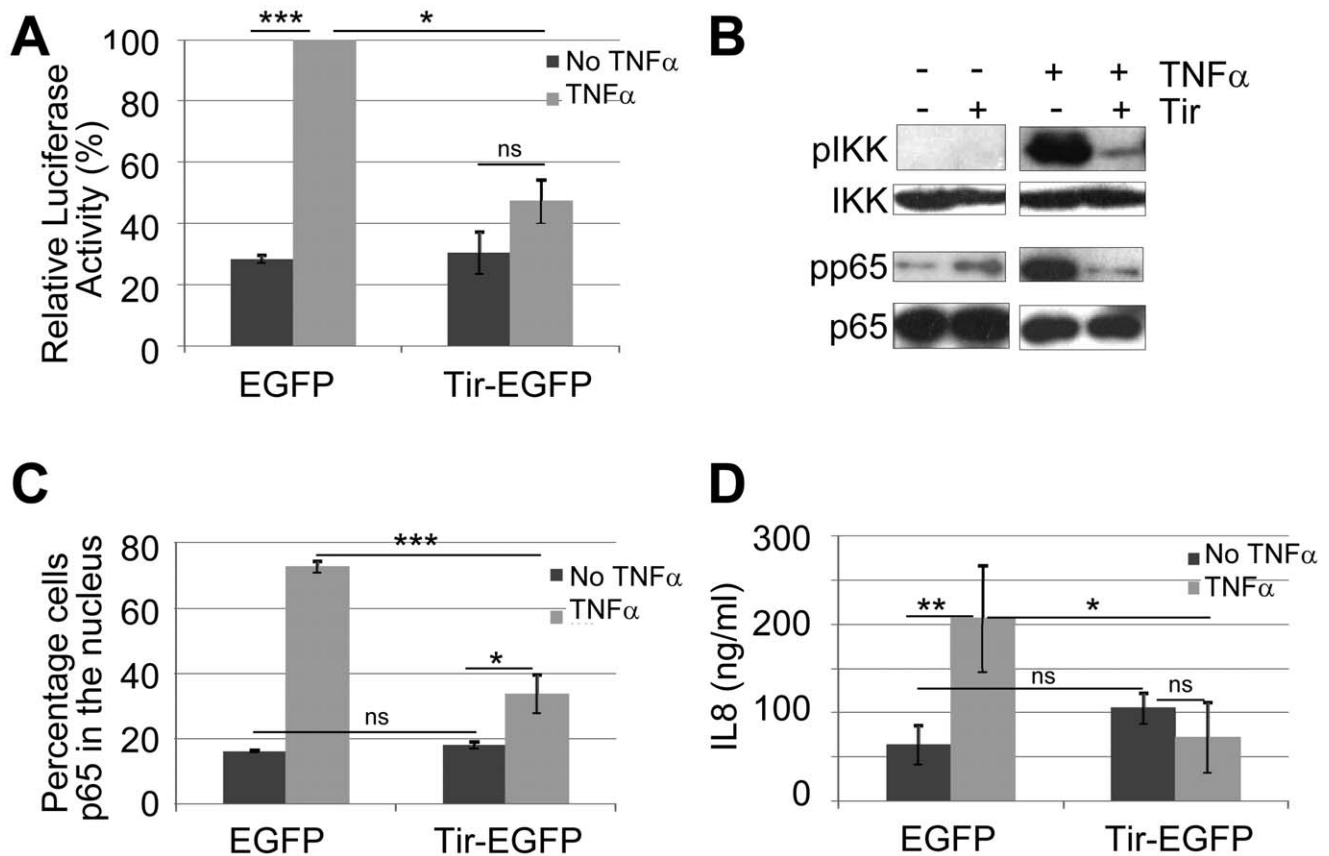 A
*** *
100
80
60
40
20
0
Relative Luciferase
Activity (%)
No TNFα
TNFα
ns
EGFP Tir-EGFP
B
- - + + TNFα
- + - + Tir
pIKK
IKK
pp65
p65
C
80
60
40
20
0
Percentage cells
p65 in the nucleus
***
No TNFα
TNFα
*
ns
EGFP Tir-EGFP
D
300
200
100
0
IL8 (ng/ml)
No TNFα
TNFα
** *
ns ns
EGFP Tir-EGFP